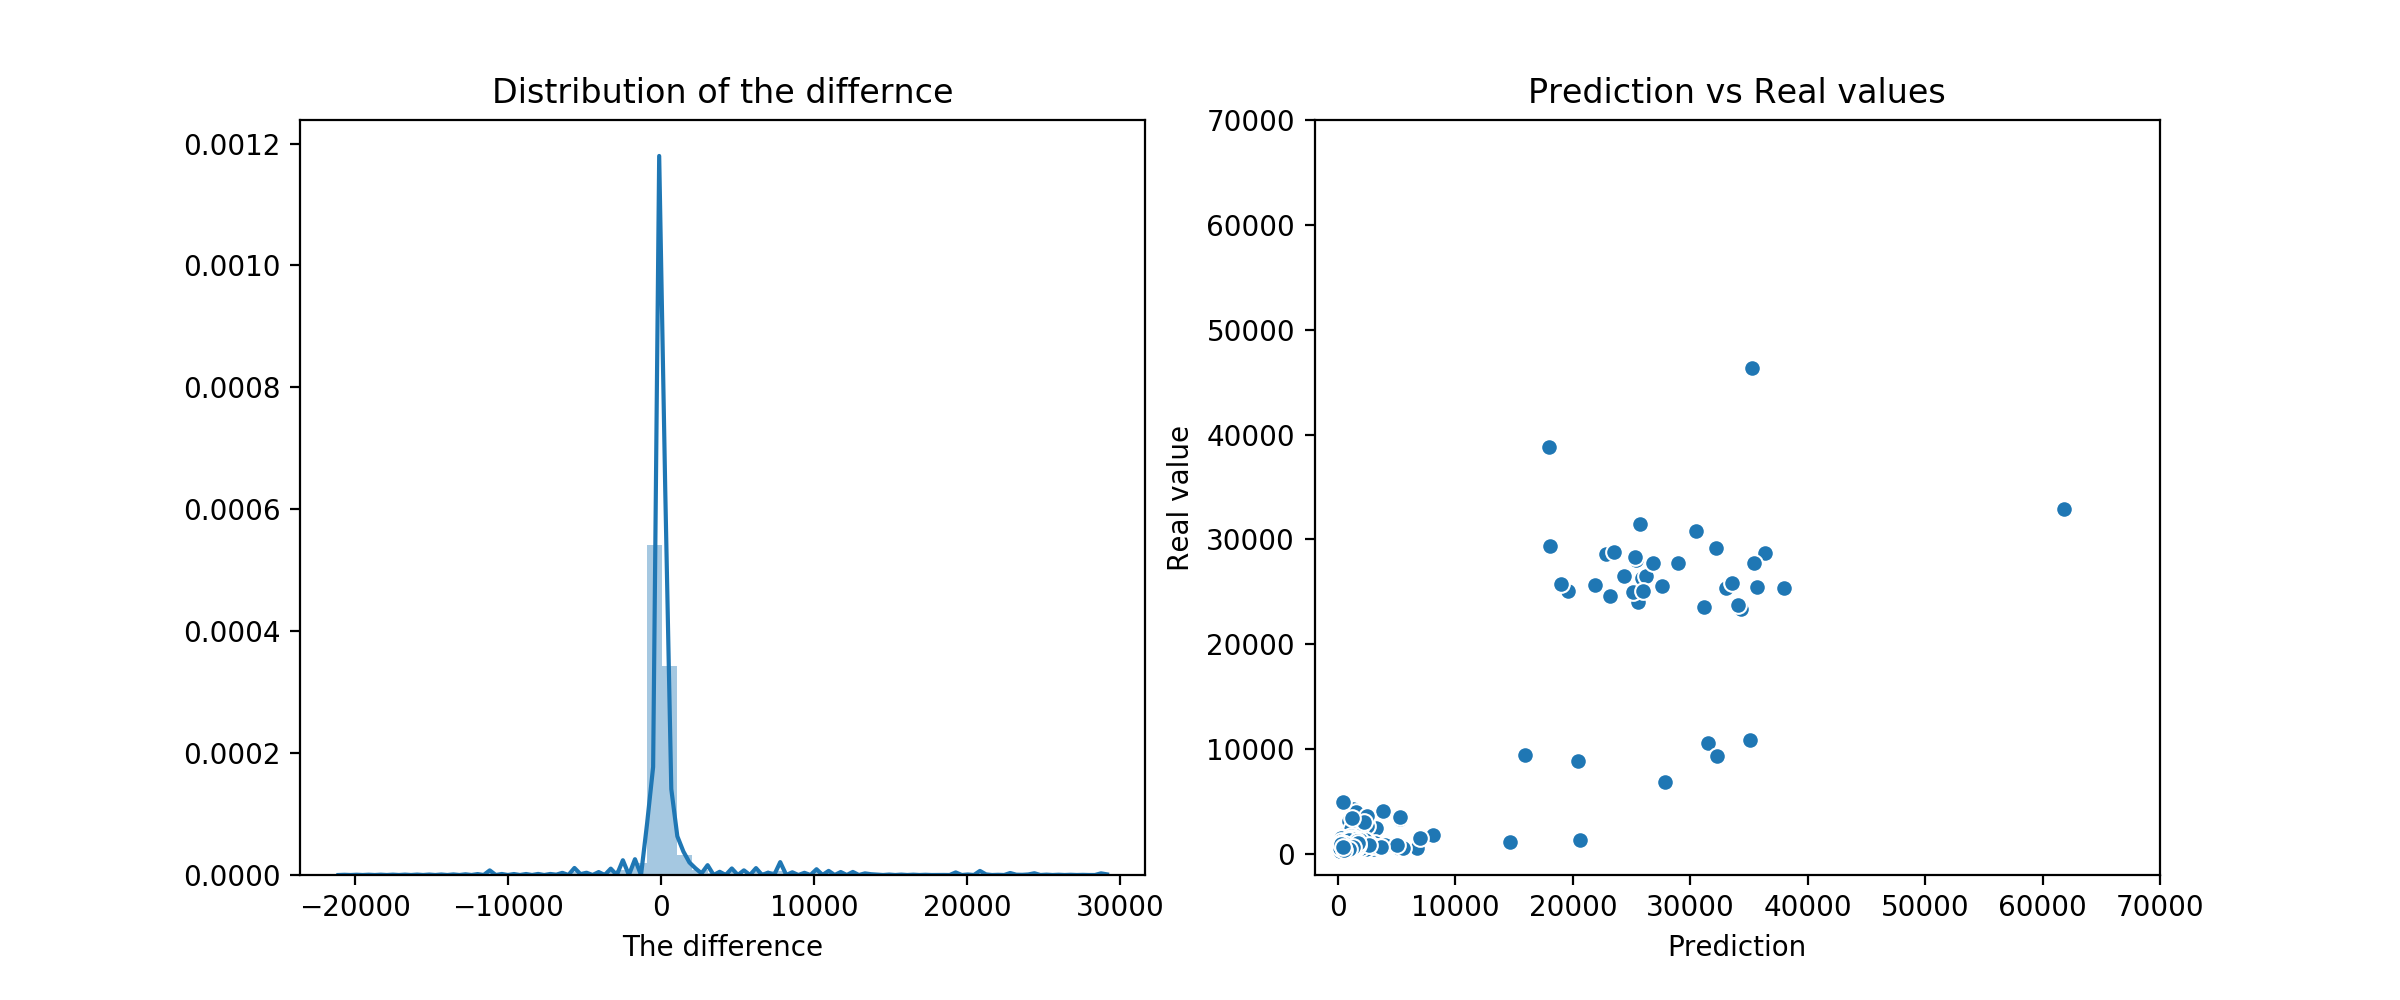 Distribution of the differnce
0.0012
0.0010
0.0008
0.0006
0.0004
0.0002
0.0000
−20000 −10000 0 10000 20000 30000
The difference
Prediction vs Real values
Real value
70000
60000
50000
40000
30000
20000
10000
0
0 10000 20000 30000 40000 50000 60000 70000
Prediction